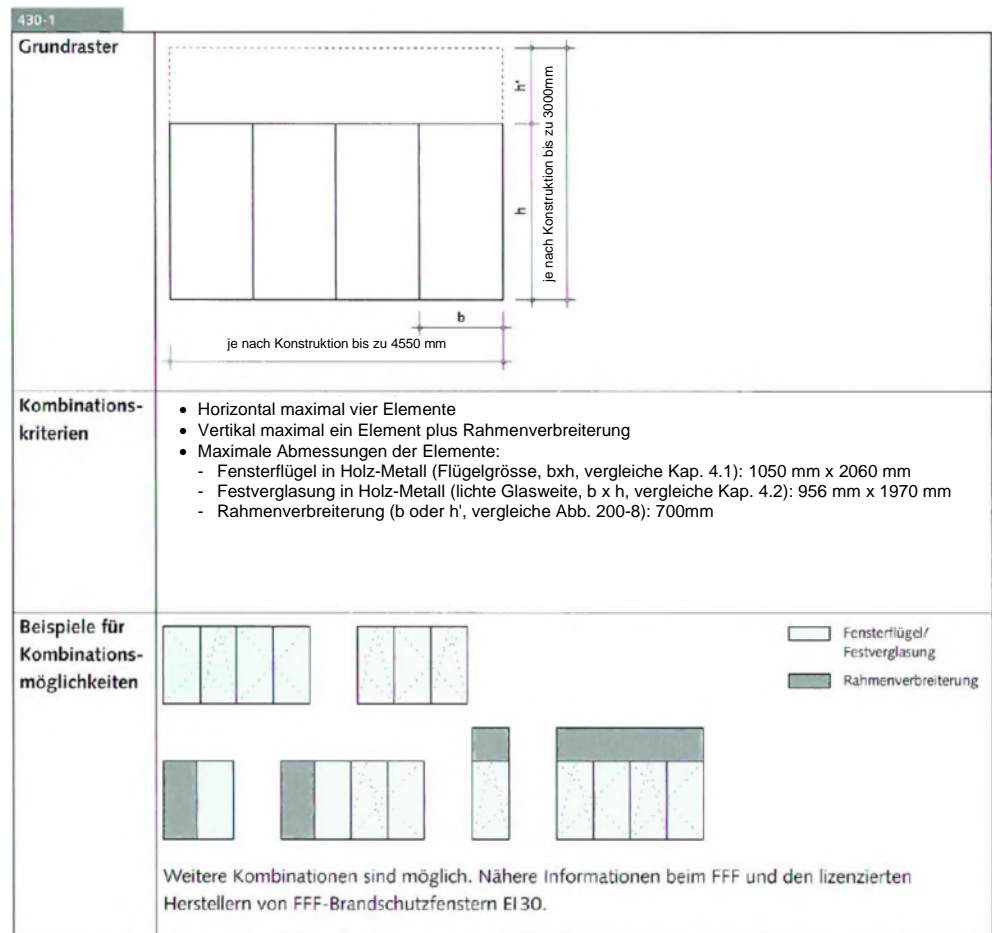 430-1
Grundraster
h'
h
je nach Konstruktion bis zu 3000mm
b
je nach Konstruktion bis zu 4550 mm
Kombinations-
kriterien
• Horizontal maximal vier Elemente
• Vertikal maximal ein Element plus Rahmenverbreiterung
• Maximale Abmessungen der Elemente:
- Fensterflügel in Holz-Metall (Flügelgrösse, bxh, vergleiche Kap. 4.1): 1050 mm x 2060 mm
- Festverglasung in Holz-Metall (lichte Glasweite, b x h, vergleiche Kap. 4.2): 956 mm x 1970 mm
- Rahmenverbreiterung (b oder h', vergleiche Abb. 200-8): 700mm
Beispiele für
Kombinations-
möglichkeiten
Fensterflügel/
Festverglasung
Rahmenverbreiterung
Weitere Kombinationen sind möglich. Nähere Informationen beim FFF und den lizenzierten
Herstellern von FFF-Brandschutzfenstern EI30.